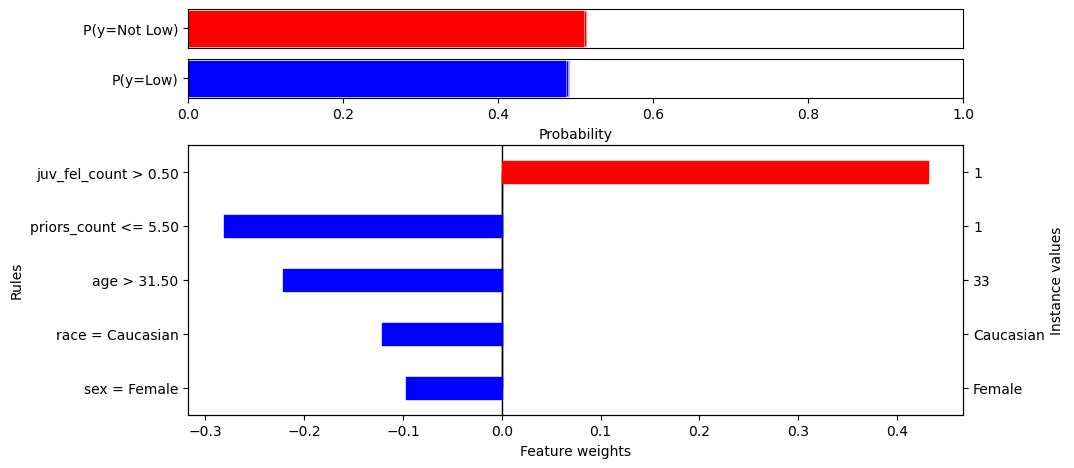 P(y=Not Low)
P(y=Low)
0.0 0.2 0.4 0.6 0.8 1.0
Probability
Rules
juv_fel_count > 0.50 1
priors_count <= 5.50 1
age > 31.50 33
race = Caucasian Caucasian
sex = Female Female
Instance values
−0.3 −0.2 −0.1 0.0 0.1 0.2 0.3 0.4
Feature weights